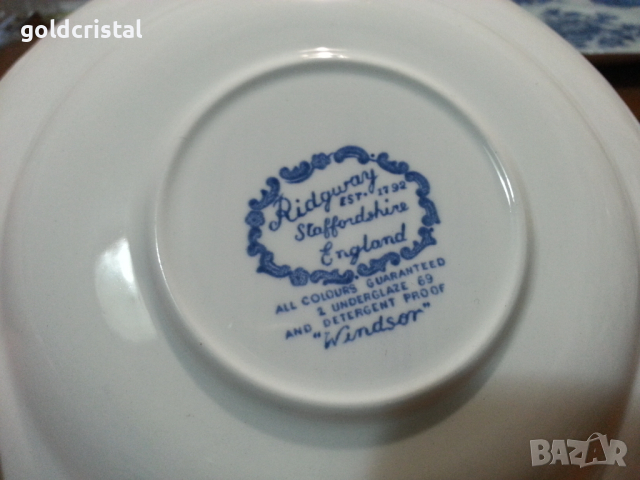 goldcristal
Ridgway
EST. 1792
Staffordshire
England
ALL COLOURS GUARANTEED
& UNDERGLAZE 69
AND DETERGENT PROOF
"Windsor"
BAZAR